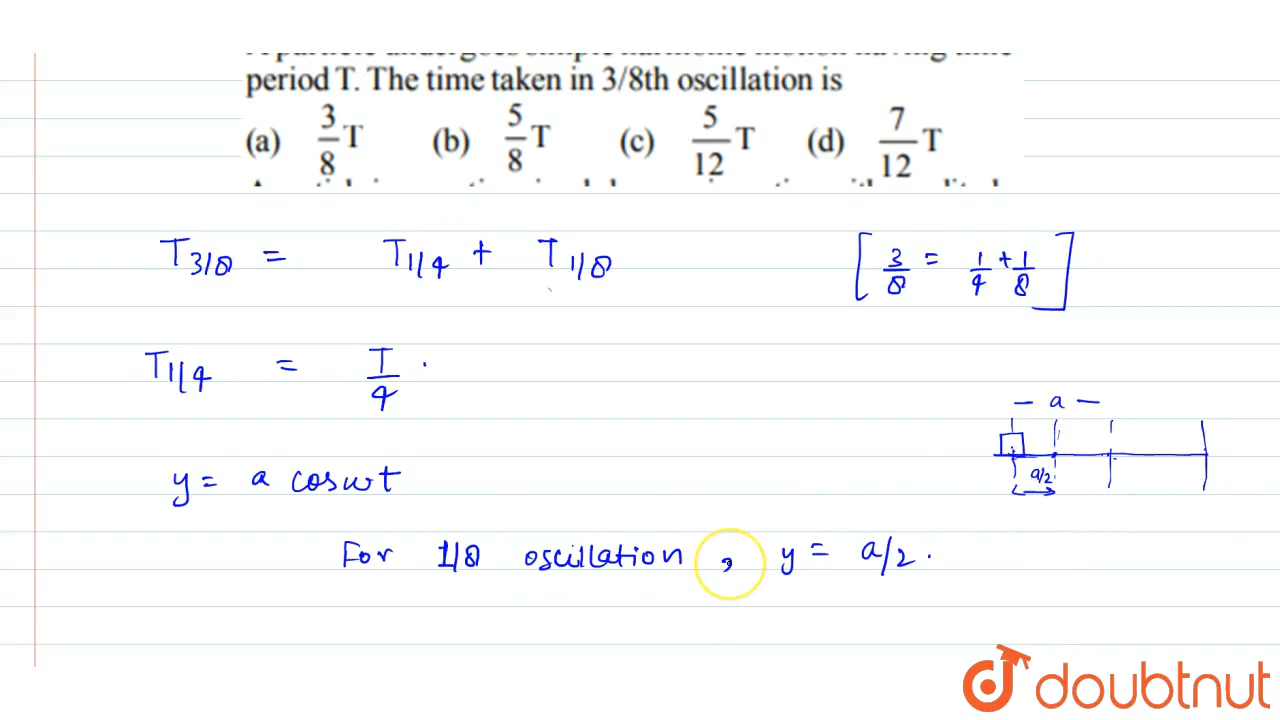 period T. The time taken in 3/8th oscillation is
(a) 3/8 T (b) 5/8 T (c) 5/12 T (d) 7/12 T
T3/8 = T1/4 + T1/8 [3/8 = 1/4 + 1/8]
T1/4 = T/4 .
- a -
a/2
y = a cos wt
For 1/8 oscillation , y = a/2 .
doubtnut